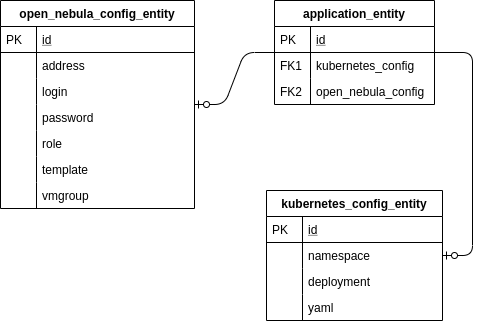 open_nebula_config_entity
PK id
address
login
password
role
template
vmgroup
application_entity
PK id
FK1 kubernetes_config
FK2 open_nebula_config
kubernetes_config_entity
PK id
namespace
deployment
yaml